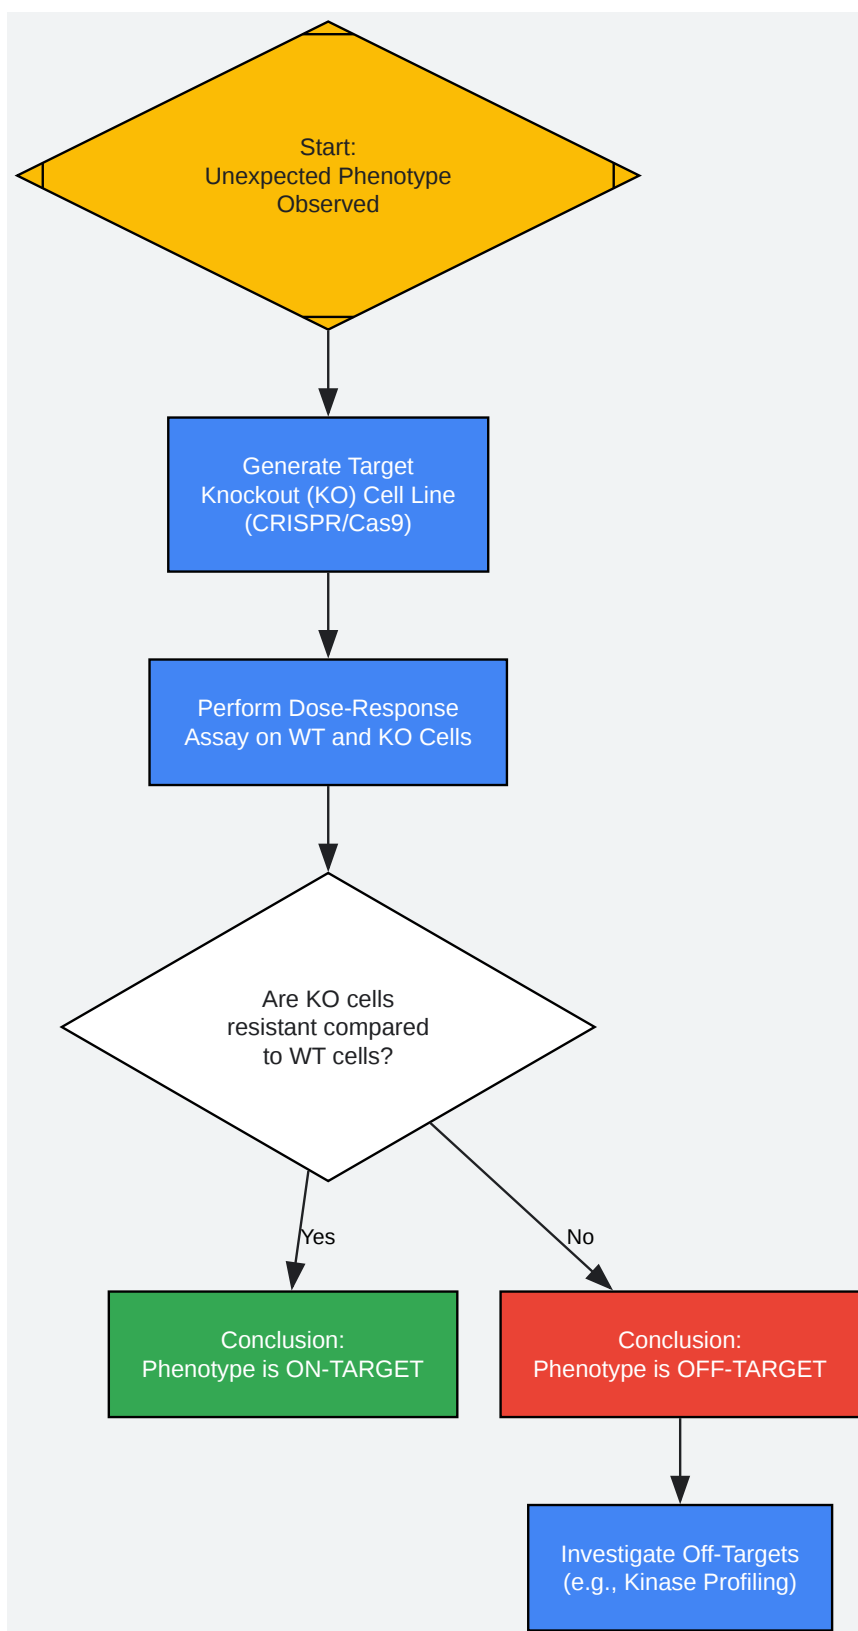 Start:
Unexpected Phenotype
Observed
Generate Target
Knockout (KO) Cell Line
(CRISPR/Cas9)
Perform Dose-Response
Assay on WT and KO Cells
Are KO cells
resistant compared
to WT cells?
Yes
No
Conclusion:
Phenotype is ON-TARGET
Conclusion:
Phenotype is OFF-TARGET
Investigate Off-Targets
(e.g., Kinase Profiling)